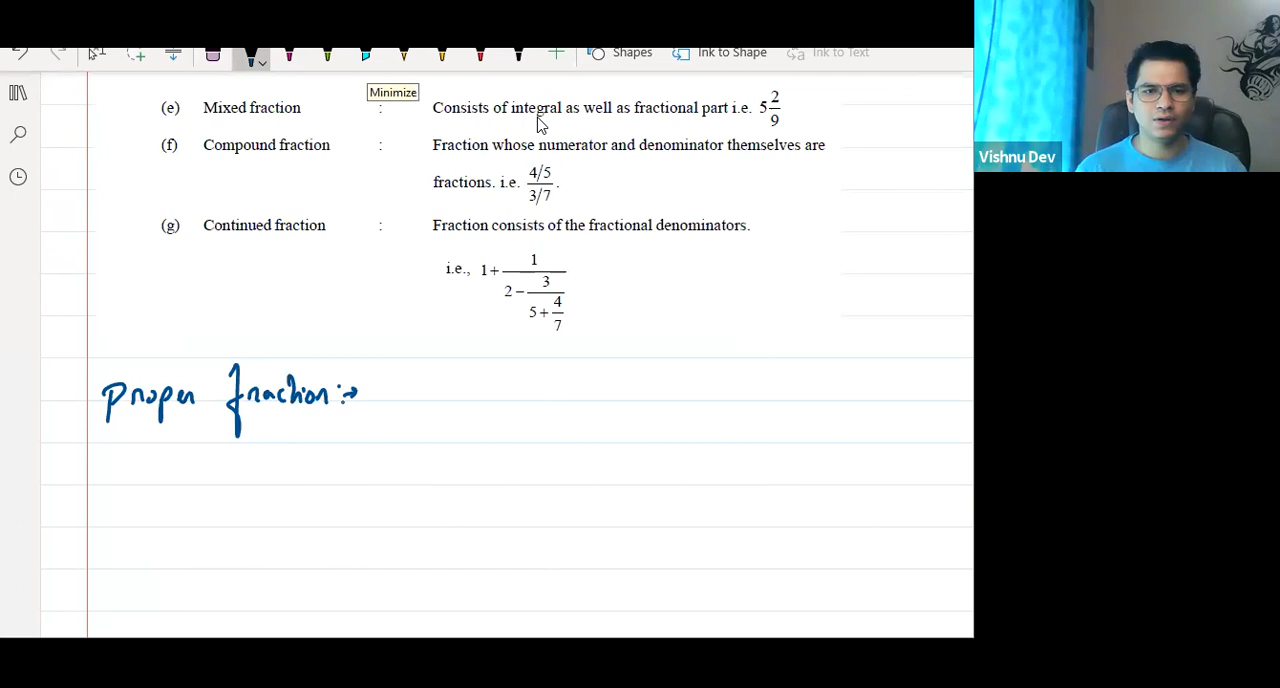 Shapes Ink to Shape Ink to Text
Minimize
(e) Mixed fraction : Consists of integral as well as fractional part i.e. 5 2/9
(f) Compound fraction : Fraction whose numerator and denominator themselves are
fractions. i.e. 4/5 / 3/7 .
(g) Continued fraction : Fraction consists of the fractional denominators.
i.e., 1 + 1 / (2 − 3 / (5 + 4/7))
Proper fraction :→
Vishnu Dev